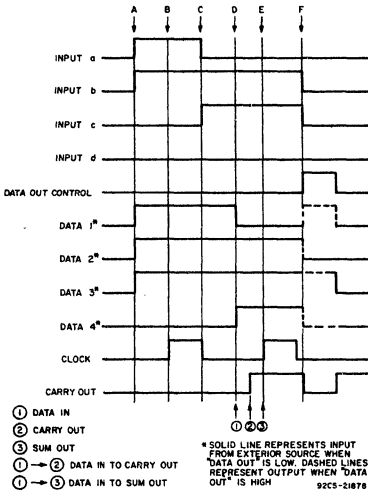 A B C D E F
INPUT a
INPUT b
INPUT c
INPUT d
DATA OUT CONTROL
DATA 1*
DATA 2*
DATA 3*
DATA 4*
CLOCK
CARRY OUT
① ② ③
① DATA IN
② CARRY OUT
③ SUM OUT
① → ② DATA IN TO CARRY OUT
① → ③ DATA IN TO SUM OUT
* SOLID LINE REPRESENTS INPUT
FROM EXTERIOR SOURCE WHEN
"DATA OUT" IS LOW. DASHED LINES
REPRESENT OUTPUT WHEN "DATA
OUT" IS HIGH
92CS-21878